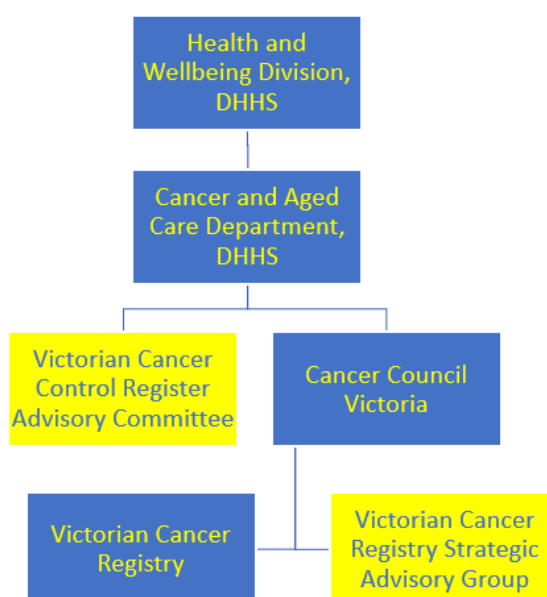 Health and
Wellbeing Division,
DHHS
Cancer and Aged
Care Department,
DHHS
Victorian Cancer
Control Register
Advisory Committee
Cancer Council
Victoria
Victorian Cancer
Registry
Victorian Cancer
Registry Strategic
Advisory Group